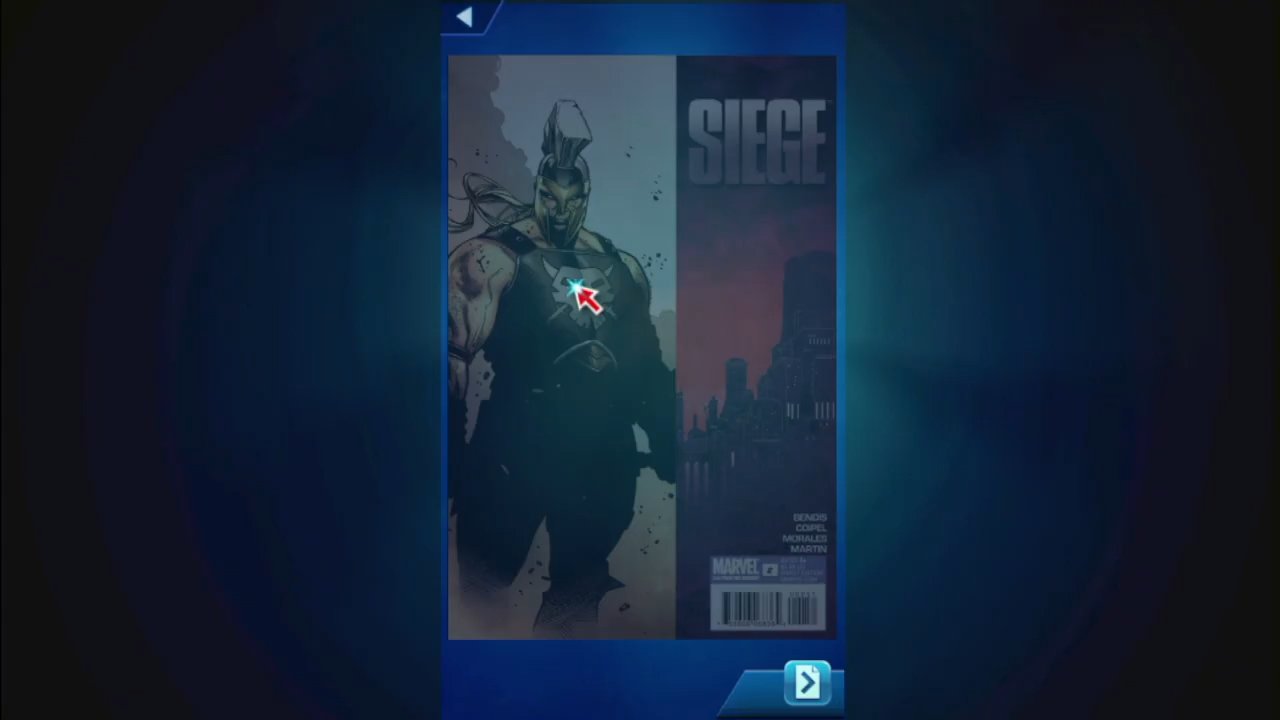 SIEGE
BENDIS
COIPEL
MORALES
MARTIN
MARVEL